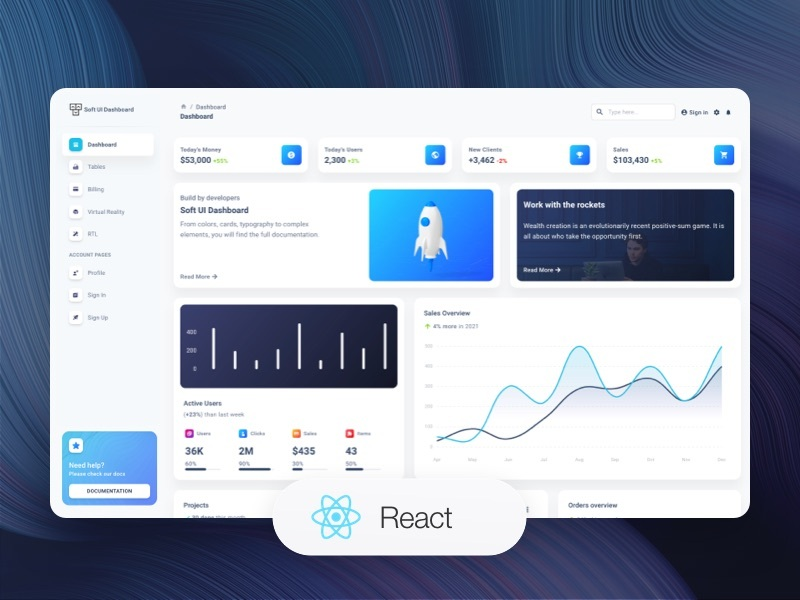 Soft UI Dashboard
/ Dashboard
Dashboard
Type here...
Sign in
Dashboard
Tables
Billing
Virtual Reality
RTL
ACCOUNT PAGES
Profile
Sign In
Sign Up
Need help?
Please check our docs
DOCUMENTATION
Today's Money
$53,000 +55%
Today's Users
2,300 +3%
New Clients
+3,462 -2%
Sales
$103,430 +5%
Build by developers
Soft UI Dashboard
From colors, cards, typography to complex
elements, you will find the full documentation.
Read More
Work with the rockets
Wealth creation is an evolutionarily recent positive-sum game. It is
all about who take the opportunity first.
Read More
400
200
0
Active Users
(+23%) than last week
Users
Clicks
Sales
Items
36K
2M
$435
43
60%
90%
30%
50%
Sales Overview
4% more in 2021
500
400
300
200
100
0
Apr
May
Jun
Jul
Aug
Sep
Oct
Nov
Dec
Projects
Orders overview
React